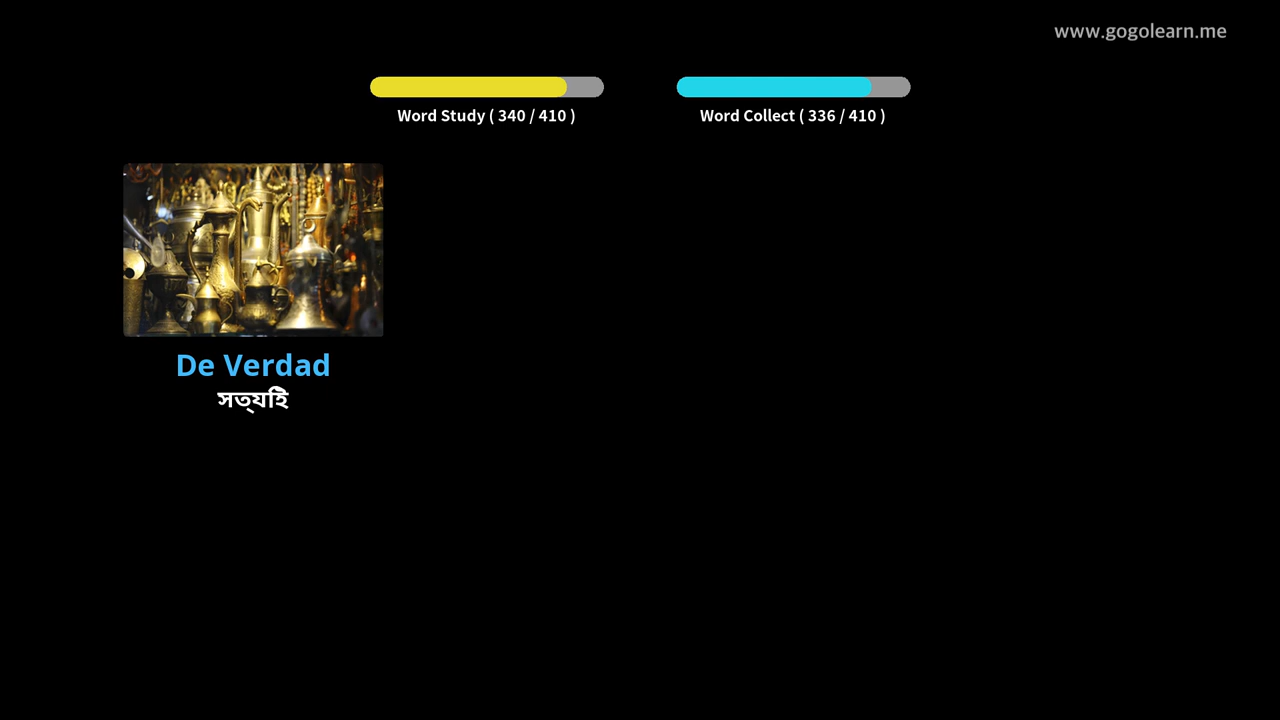 www.gogolearn.me
Word Study ( 340 / 410 )
Word Collect ( 336 / 410 )
De Verdad
সত্যিই